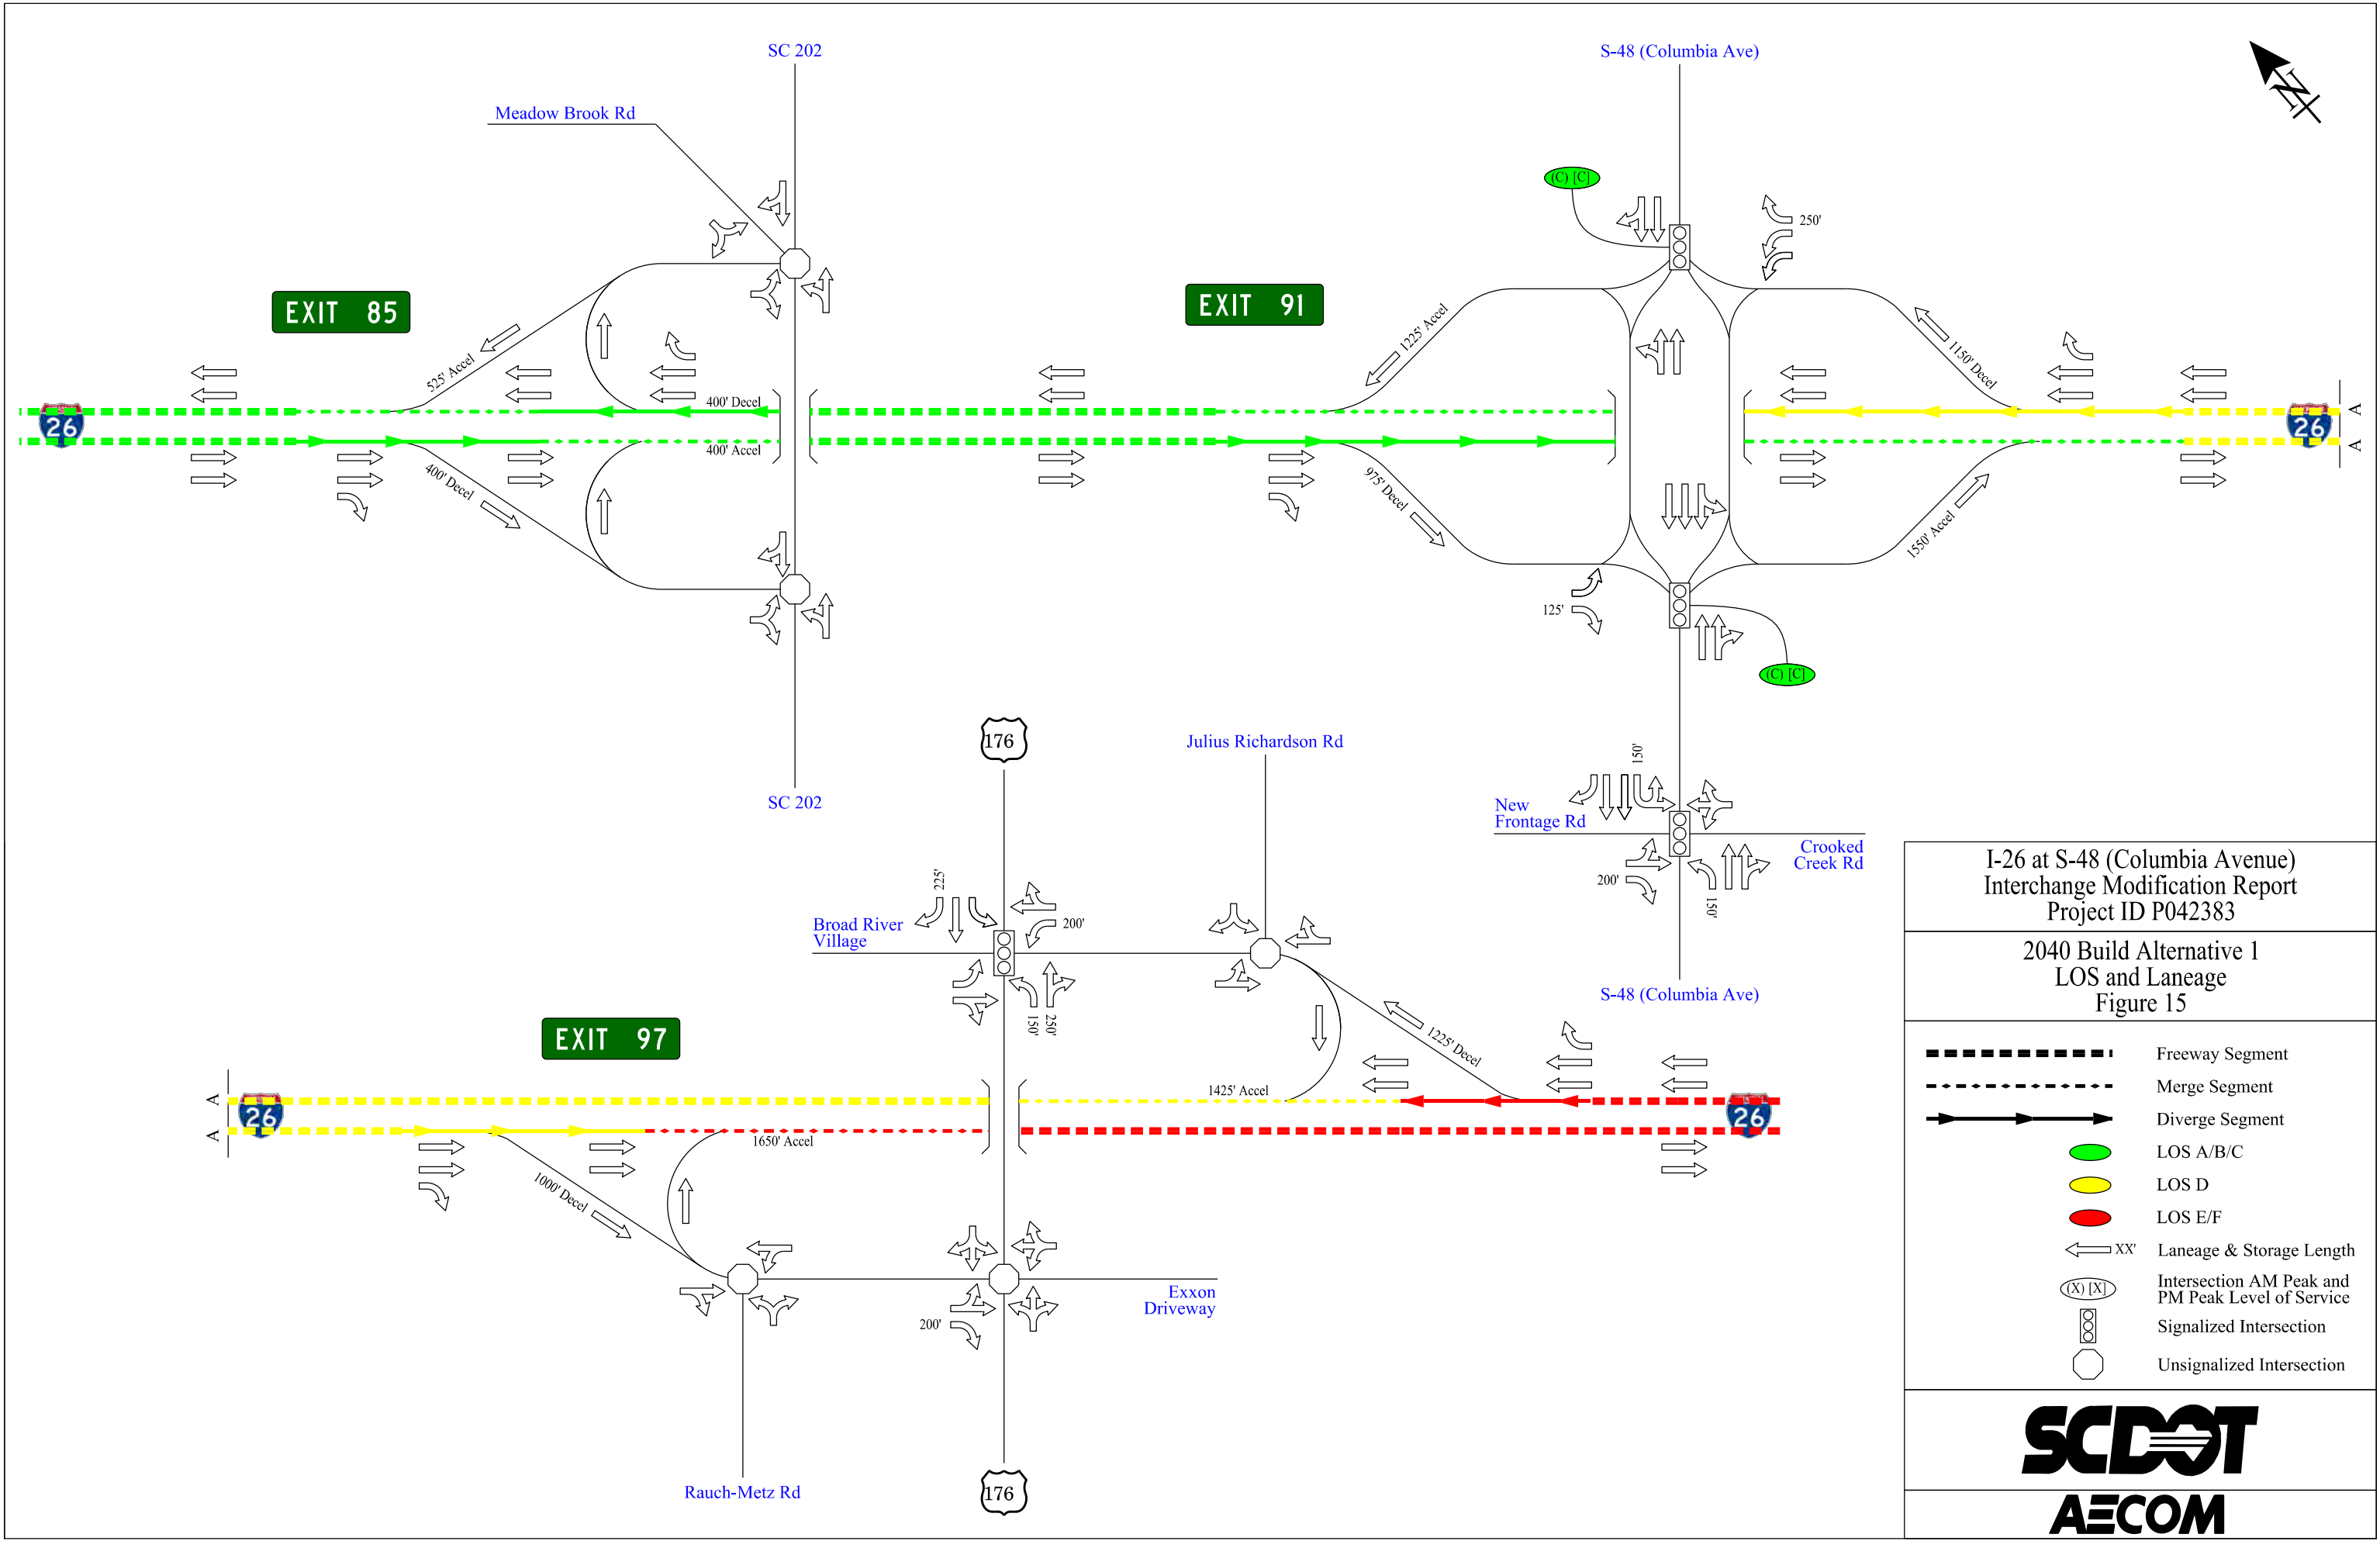 SC 202
S-48 (Columbia Ave)
N
Meadow Brook Rd
(C) [C]
250'
EXIT 85
EXIT 91
525' Accel
1225' Accel
1150' Decel
400' Decel
26
A
26
A
400' Accel
400' Decel
975' Decel
1550' Accel
125'
(C) [C]
176
Julius Richardson Rd
150'
SC 202
New
Frontage Rd
Crooked
Creek Rd
200'
150'
225'
Broad River
Village
200'
S-48 (Columbia Ave)
150'
250'
EXIT 97
1225' Decel
1425' Accel
A
26
A
26
1650' Accel
1000' Decel
Exxon
Driveway
200'
Rauch-Metz Rd
176
I-26 at S-48 (Columbia Avenue)
Interchange Modification Report
Project ID P042383
2040 Build Alternative 1
LOS and Laneage
Figure 15
Freeway Segment
Merge Segment
Diverge Segment
LOS A/B/C
LOS D
LOS E/F
XX' Laneage & Storage Length
(X) [X] Intersection AM Peak and
PM Peak Level of Service
Signalized Intersection
Unsignalized Intersection
SCDOT
AECOM